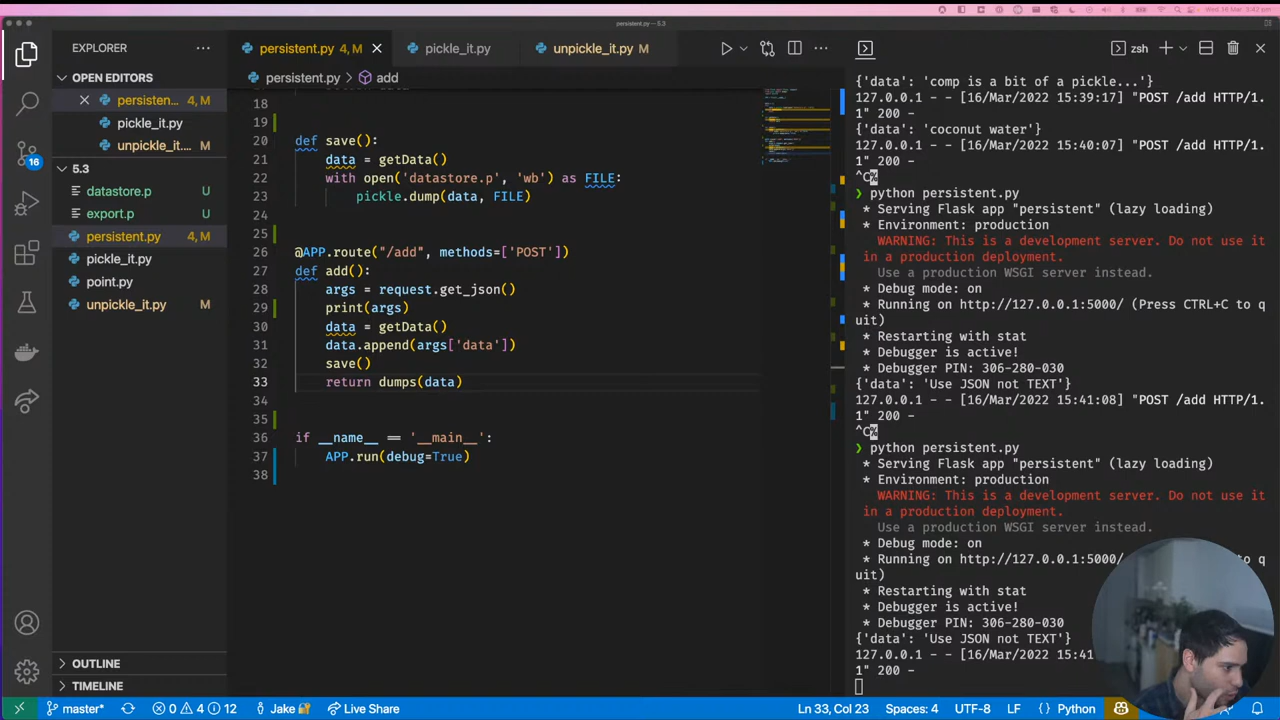 Wed 16 Mar 3:42 pm
persistent.py — 5.3
EXPLORER
OPEN EDITORS
persisten... 4, M
pickle_it.py
unpickle_it.... M
5.3
datastore.p U
export.p U
persistent.py 4, M
pickle_it.py
point.py
unpickle_it.py M
OUTLINE
TIMELINE
persistent.py 4, M
pickle_it.py
unpickle_it.py M
persistent.py > add
18
19
20 def save():
21 data = getData()
22 with open('datastore.p', 'wb') as FILE:
23 pickle.dump(data, FILE)
24
25
26 @APP.route("/add", methods=['POST'])
27 def add():
28 args = request.get_json()
29 print(args)
30 data = getData()
31 data.append(args['data'])
32 save()
33 return dumps(data)
34
35
36 if __name__ == '__main__':
37 APP.run(debug=True)
38
zsh
{'data': 'comp is a bit of a pickle...'}
127.0.0.1 - - [16/Mar/2022 15:39:17] "POST /add HTTP/1.
1" 200 -
{'data': 'coconut water'}
127.0.0.1 - - [16/Mar/2022 15:40:07] "POST /add HTTP/1.
1" 200 -
^C%
❯ python persistent.py
* Serving Flask app "persistent" (lazy loading)
* Environment: production
WARNING: This is a development server. Do not use it
in a production deployment.
Use a production WSGI server instead.
* Debug mode: on
* Running on http://127.0.0.1:5000/ (Press CTRL+C to q
uit)
* Restarting with stat
* Debugger is active!
* Debugger PIN: 306-280-030
{'data': 'Use JSON not TEXT'}
127.0.0.1 - - [16/Mar/2022 15:41:08] "POST /add HTTP/1.
1" 200 -
^C%
❯ python persistent.py
* Serving Flask app "persistent" (lazy loading)
* Environment: production
WARNING: This is a development server. Do not use it
in a production deployment.
Use a production WSGI server instead.
* Debug mode: on
* Running on http://127.0.0.1:5000/ to q
uit)
* Restarting with stat
* Debugger is active!
* Debugger PIN: 306-280-030
{'data': 'Use JSON not TEXT'}
127.0.0.1 - - [16/Mar/2022 15:41
1" 200 -
16
master*
0 4 12
Jake
Live Share
Ln 33, Col 23
Spaces: 4
UTF-8
LF
Python